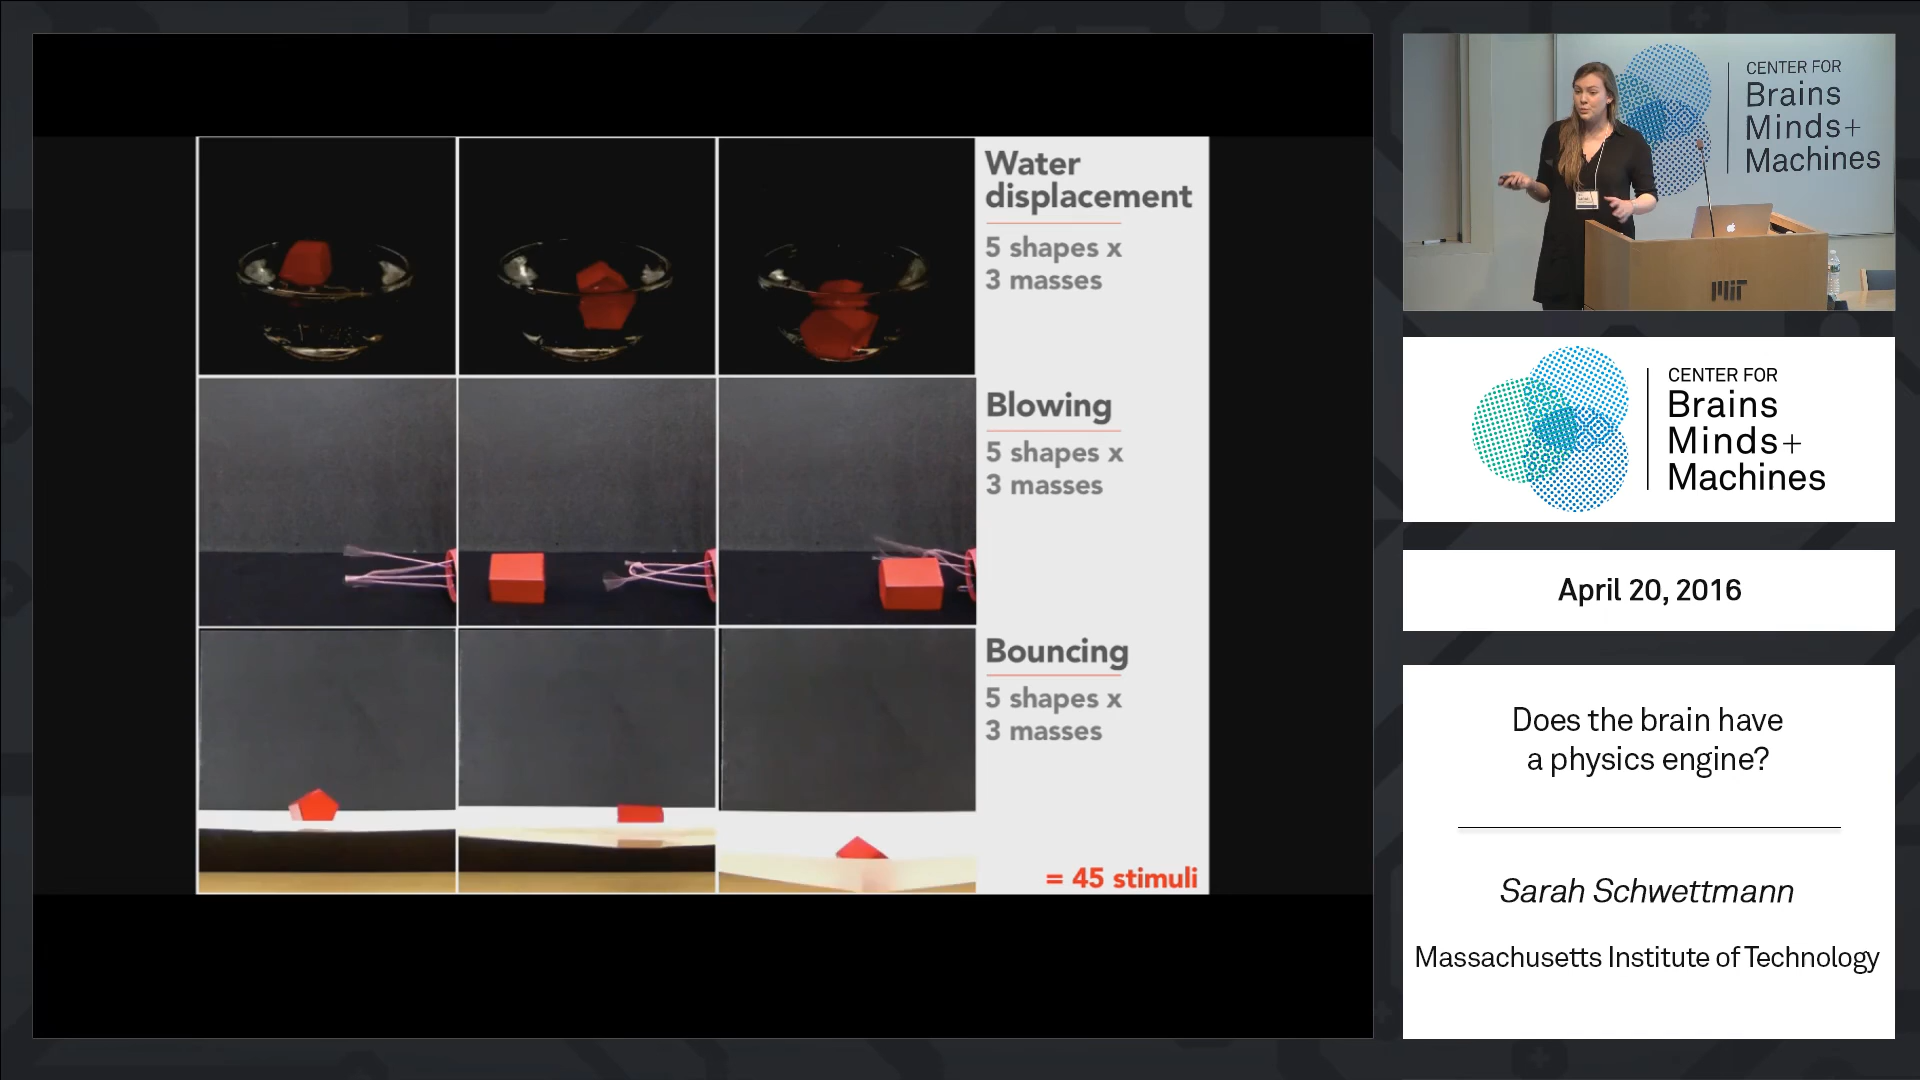 Water
displacement
5 shapes x
3 masses
Blowing
5 shapes x
3 masses
Bouncing
5 shapes x
3 masses
= 45 stimuli
CENTER FOR
Brains
Minds+
Machines
MIT
CENTER FOR
Brains
Minds+
Machines
April 20, 2016
Does the brain have
a physics engine?
Sarah Schwettmann
Massachusetts Institute of Technology